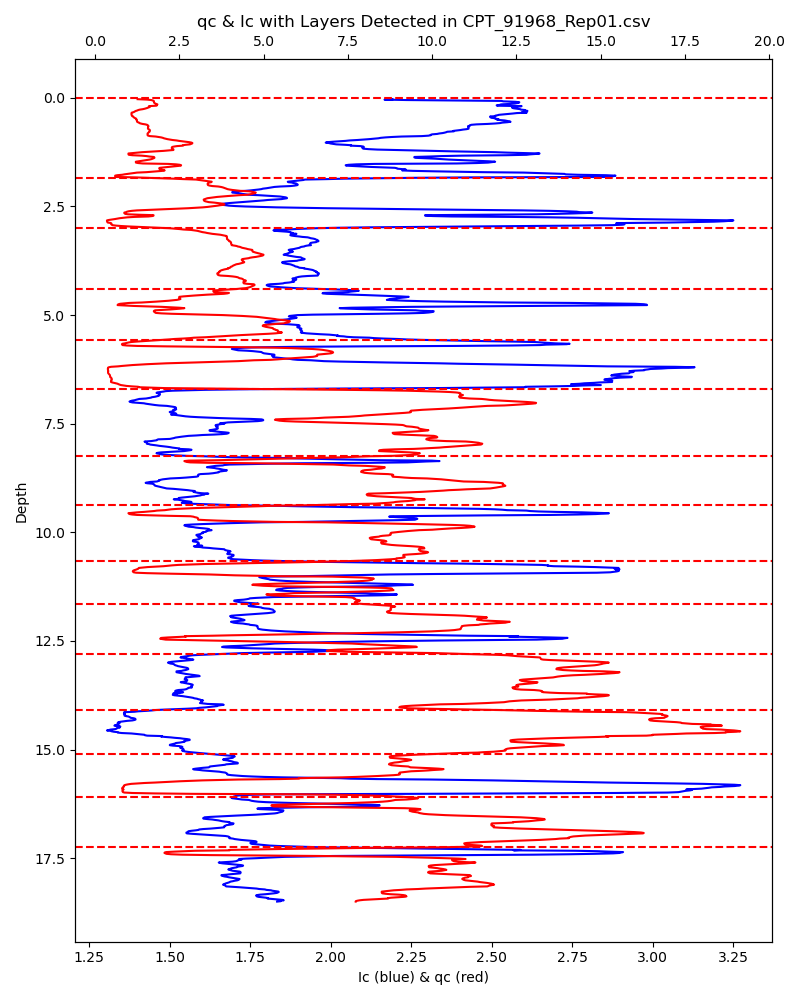 qc & Ic with Layers Detected in CPT_91968_Rep01.csv
0.0 2.5 5.0 7.5 10.0 12.5 15.0 17.5 20.0
0.0
2.5
5.0
7.5
Depth
10.0
12.5
15.0
17.5
1.25 1.50 1.75 2.00 2.25 2.50 2.75 3.00 3.25
Ic (blue) & qc (red)